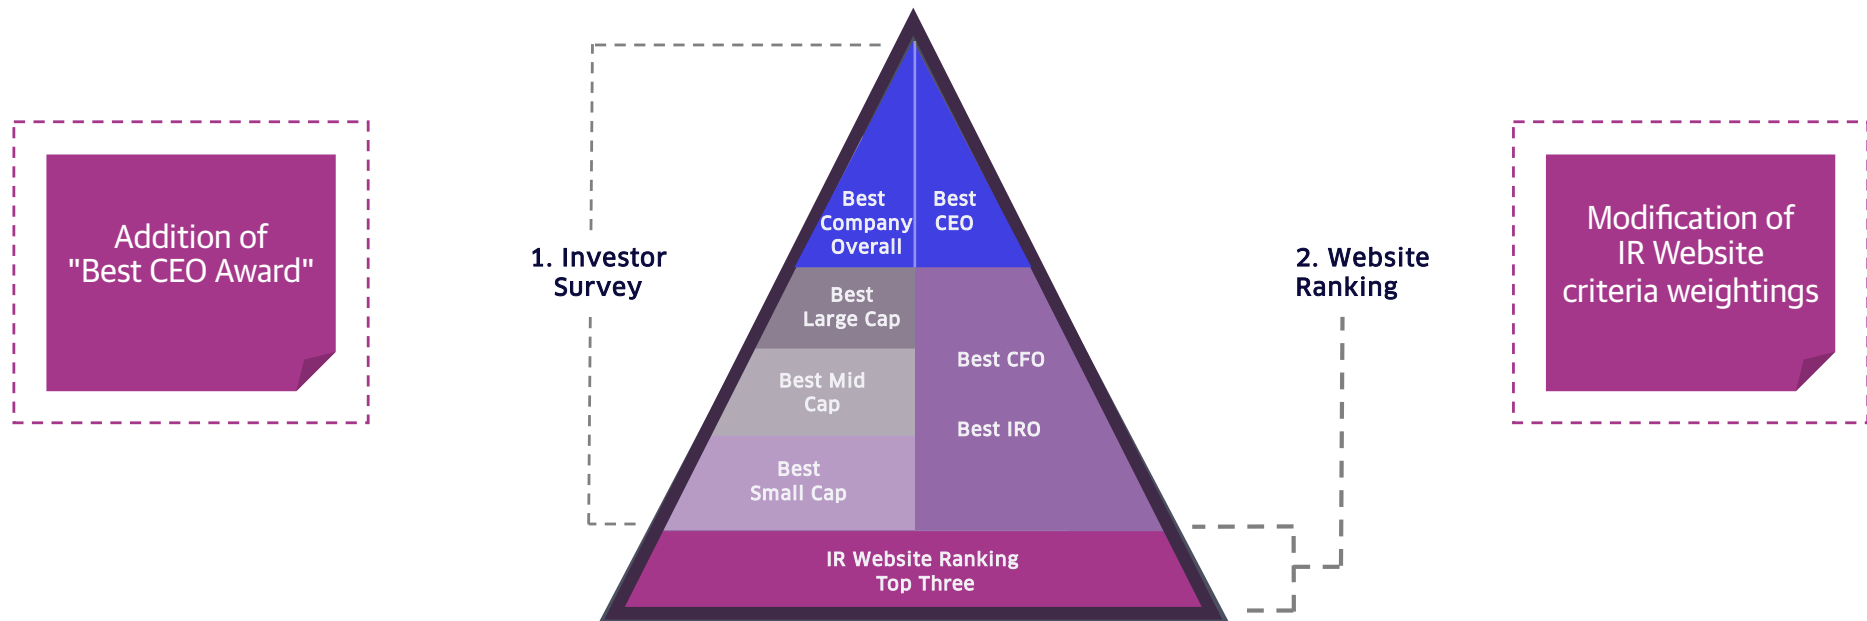 Addition of
"Best CEO Award"
1. Investor
Survey
Best
Company
Overall
Best
CEO
Best
Large Cap
Best Mid
Cap
Best
Small Cap
Best CFO
Best IRO
IR Website Ranking
Top Three
2. Website
Ranking
Modification of
IR Website
criteria weightings